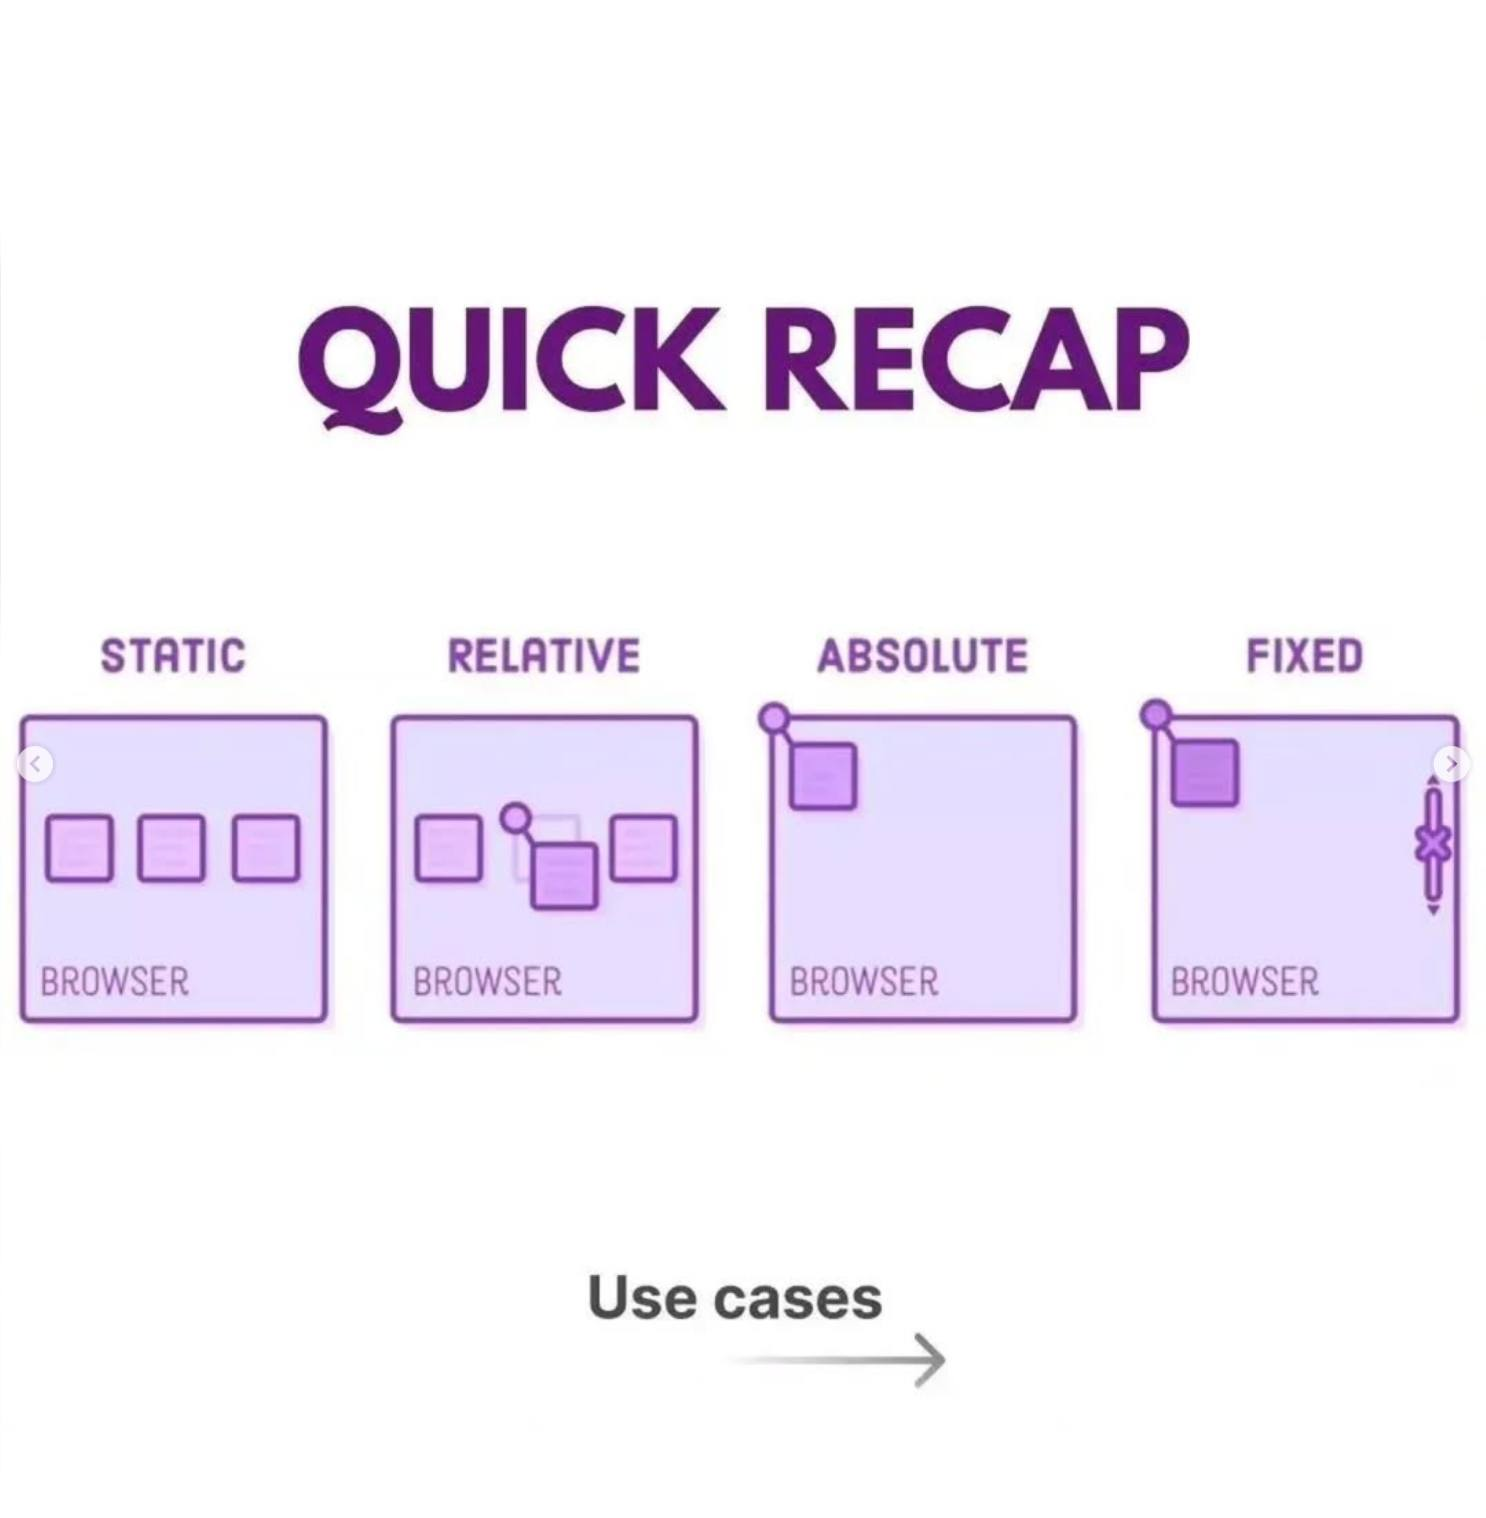 QUICK RECAP
STATIC
RELATIVE
ABSOLUTE
FIXED
BROWSER
BROWSER
BROWSER
BROWSER
Use cases